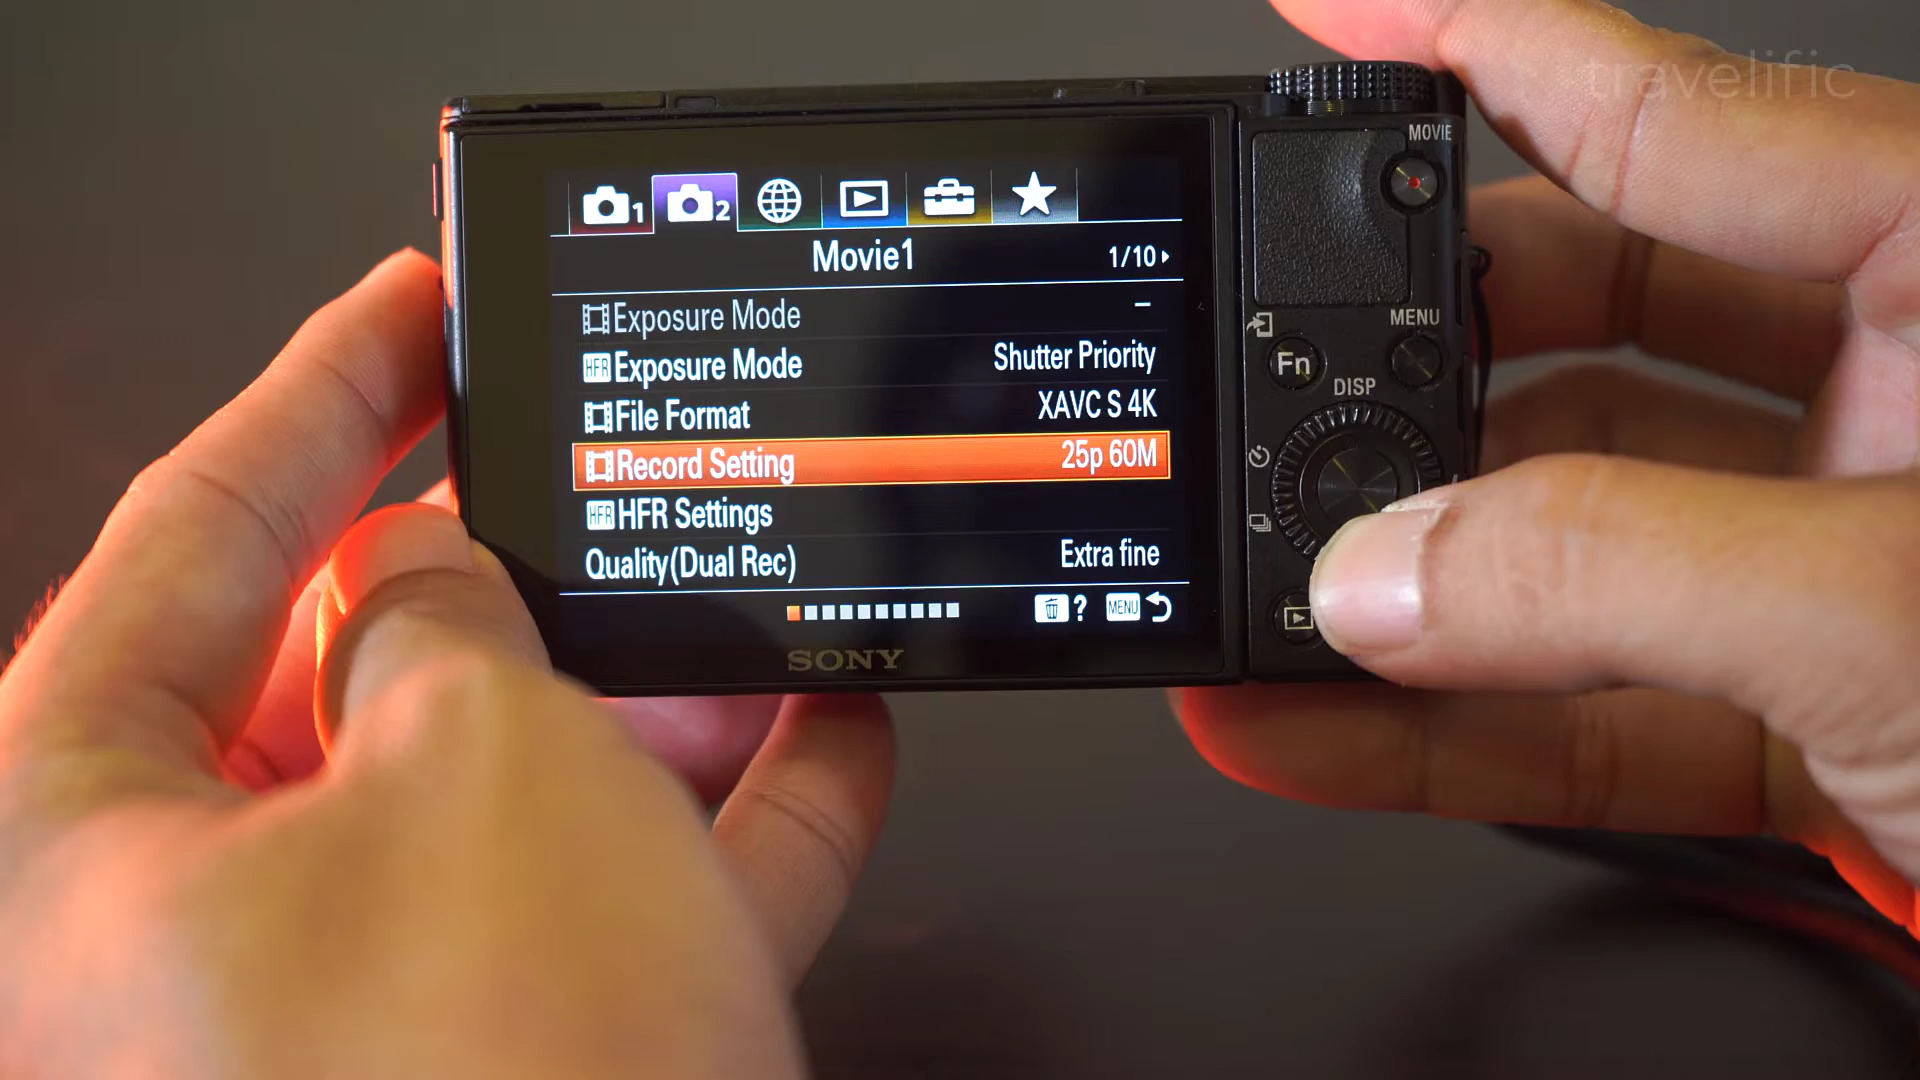 travelific
MOVIE
1
2
Movie1
1/10
Exposure Mode –
HFR Exposure Mode Shutter Priority
File Format XAVC S 4K
Record Setting 25p 60M
HFR HFR Settings
Quality(Dual Rec) Extra fine
? MENU
SONY
MENU
Fn
DISP